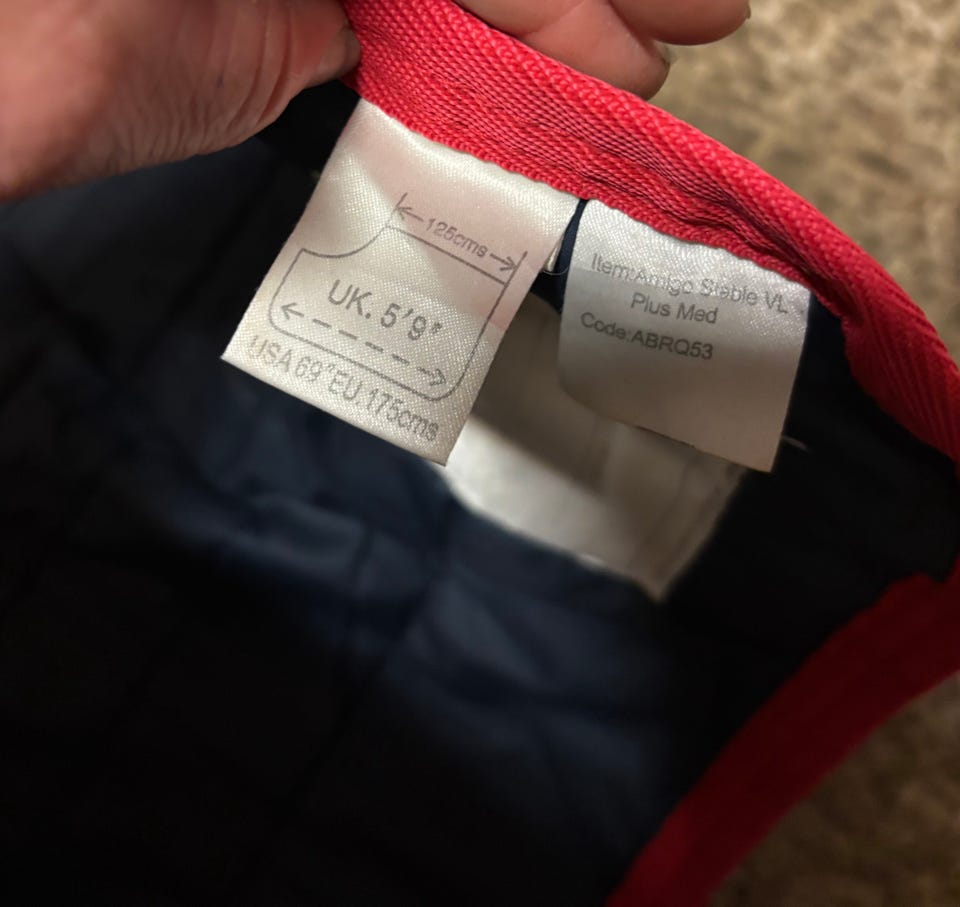 125cms
UK. 5'9"
USA 69" EU 175cms
Item:Amigo Stable VL
Plus Med
Code:ABRQ53